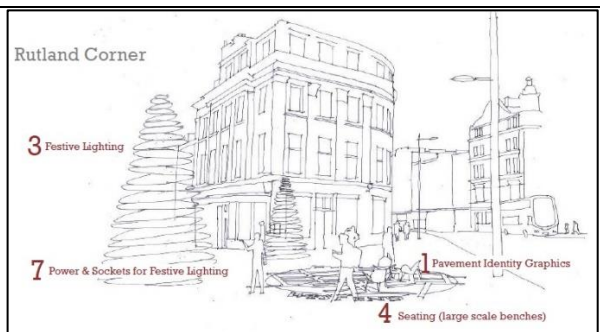 Rutland Corner
3 Festive Lighting
7 Power & Sockets for Festive Lighting
1 Pavement Identity Graphics
4 Seating (large scale benches)